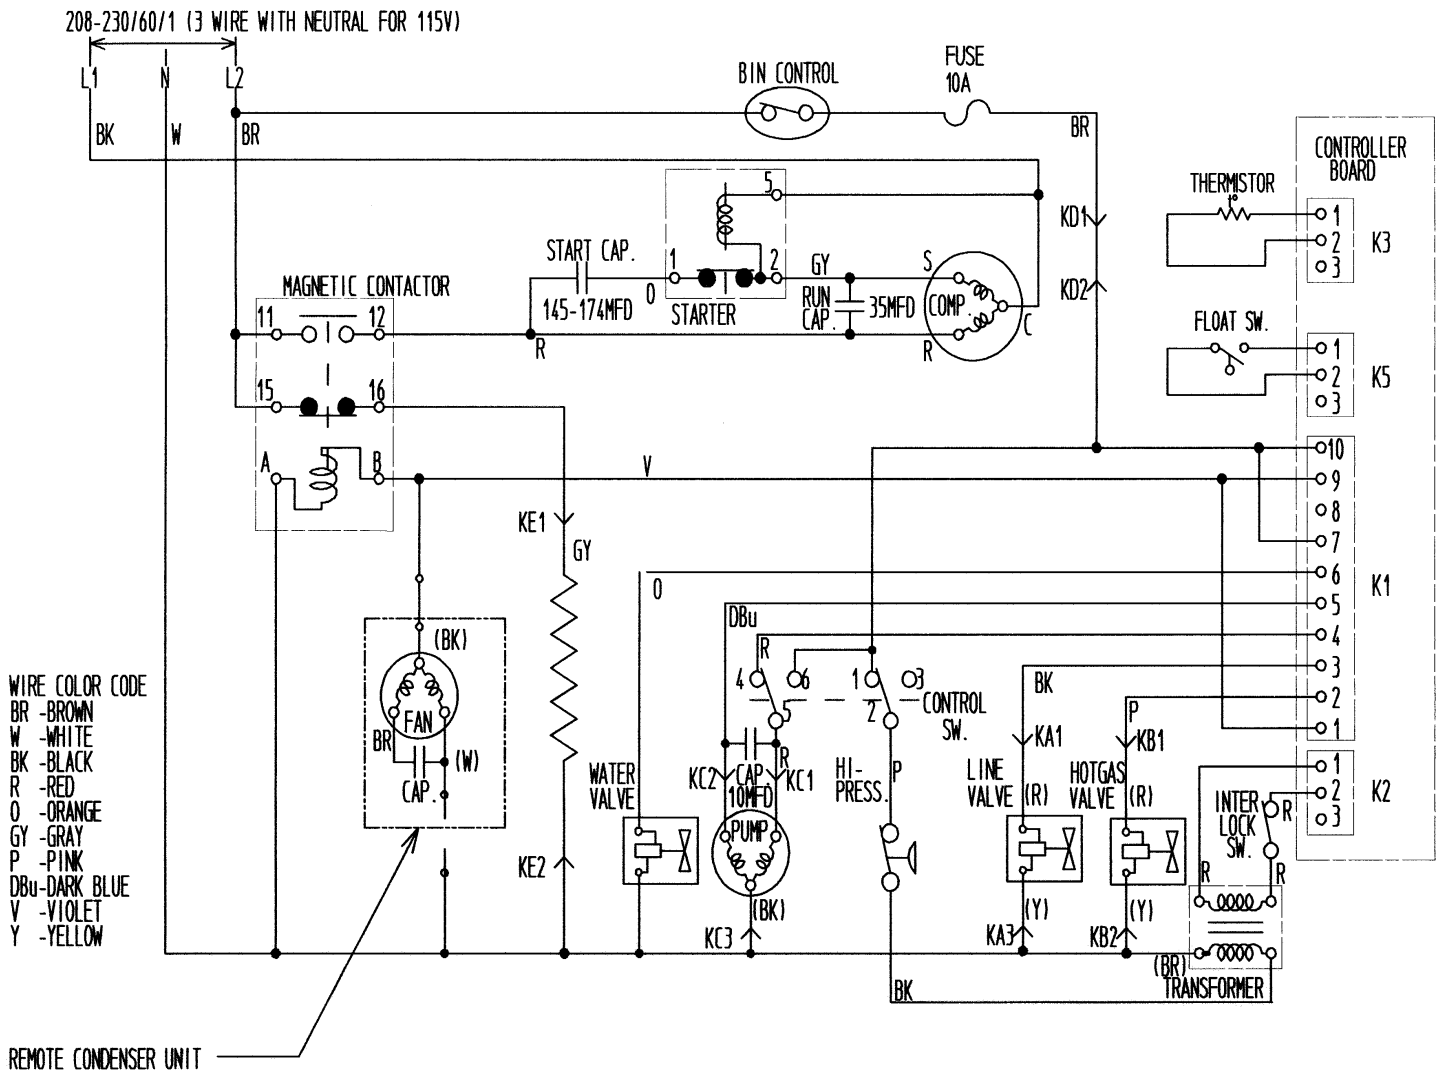 208-230/60/1 (3 WIRE WITH NEUTRAL FOR 115V)
L1
N
L2
BK
W
BR
BIN CONTROL
FUSE
10A
BR
CONTROLLER
BOARD
THERMISTOR
t°
1
2
3
K3
KD1
KD2
5
START CAP.
1
2
GY
S
O
145-174MFD
STARTER
RUN
CAP.
35MFD
COMP.
C
R
R
MAGNETIC CONTACTOR
11
12
15
16
A
B
FLOAT SW.
1
2
3
K5
V
10
9
8
7
6
5
4
3
2
1
K1
KE1
GY
O
DBu
R
4
6
1
3
5
2
CONTROL
SW.
BK
P
KA1
KB1
(BK)
FAN
BR
(W)
CAP.
WIRE COLOR CODE
BR -BROWN
W -WHITE
BK -BLACK
R -RED
O -ORANGE
GY -GRAY
P -PINK
DBu-DARK BLUE
V -VIOLET
Y -YELLOW
WATER
VALVE
KC2
CAP
10MFD
R
KC1
PUMP
HI-
PRESS.
P
LINE
VALVE
(R)
HOTGAS
VALVE
(R)
INTER
LOCK
SW.
R
1
2
3
K2
KE2
(BK)
KC3
(Y)
KA3
(Y)
KB2
R
R
(BR)
TRANSFORMER
BK
REMOTE CONDENSER UNIT